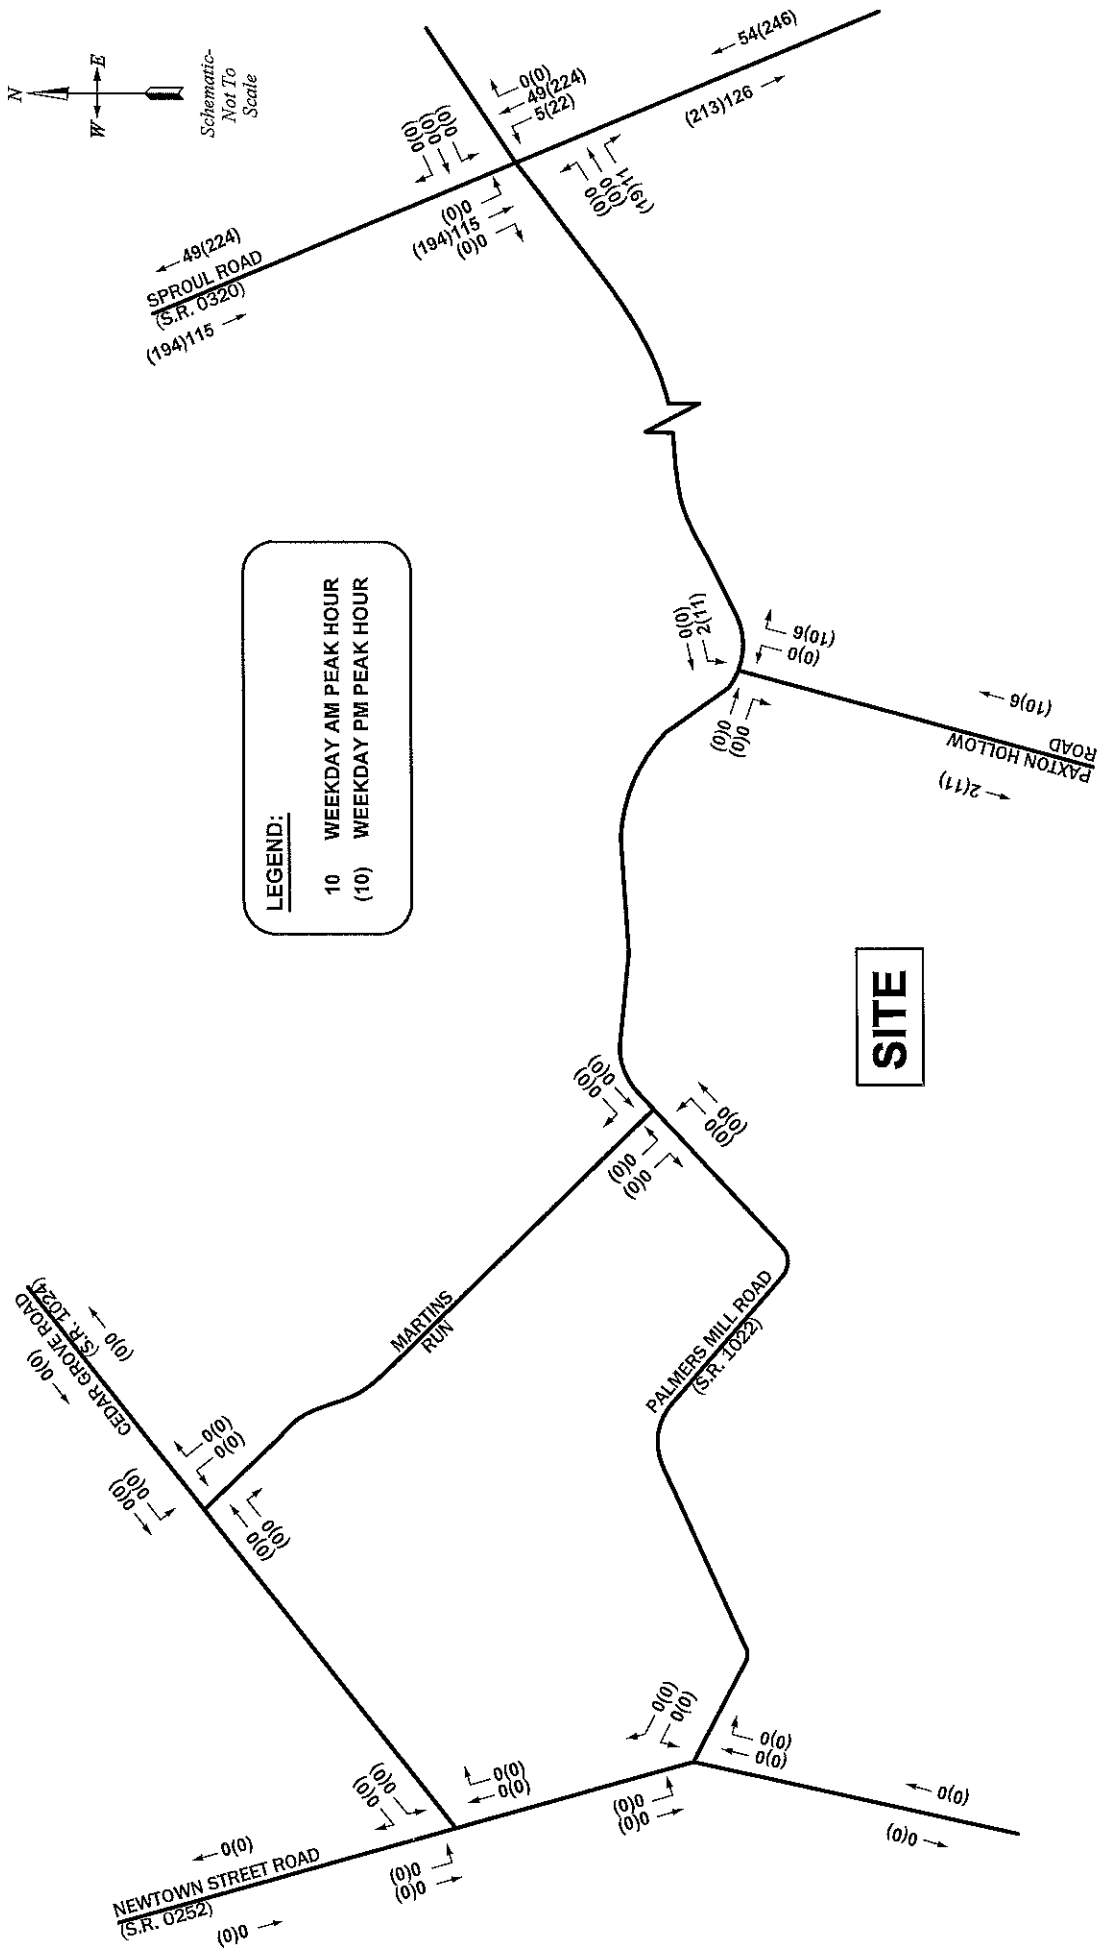 N
W
E
Schematic-
Not To
Scale
54(246)
0(0)
49(224)
5(22)
(213)126
0(0)
0(0)
0(0)
(0)0
(194)115
(0)0
(0)0
(0)0
(19)11
49(224)
SPROUL ROAD
(S.R. 0320)
(194)115
LEGEND:
10 WEEKDAY AM PEAK HOUR
(10) WEEKDAY PM PEAK HOUR
0(0)
2(11)
(0)0
(0)0
(0)0
(10)6
(10)6
PAXTON HOLLOW
ROAD
2(11)
SITE
0(0)
0(0)
(0)0
(0)0
(0)0
(0)0
MARTINS
RUN
PALMERS MILL ROAD
(S.R. 1022)
CEDAR GROVE ROAD
(S.R. 1024)
(0)0
0(0)
0(0)
0(0)
0(0)
0(0)
(0)0
(0)0
0(0)
0(0)
(0)0
(0)0
0(0)
0(0)
(0)0
(0)0
0(0)
0(0)
(0)0
(0)0
(0)0
0(0)
0(0)
NEWTOWN STREET ROAD
(S.R. 0252)
(0)0